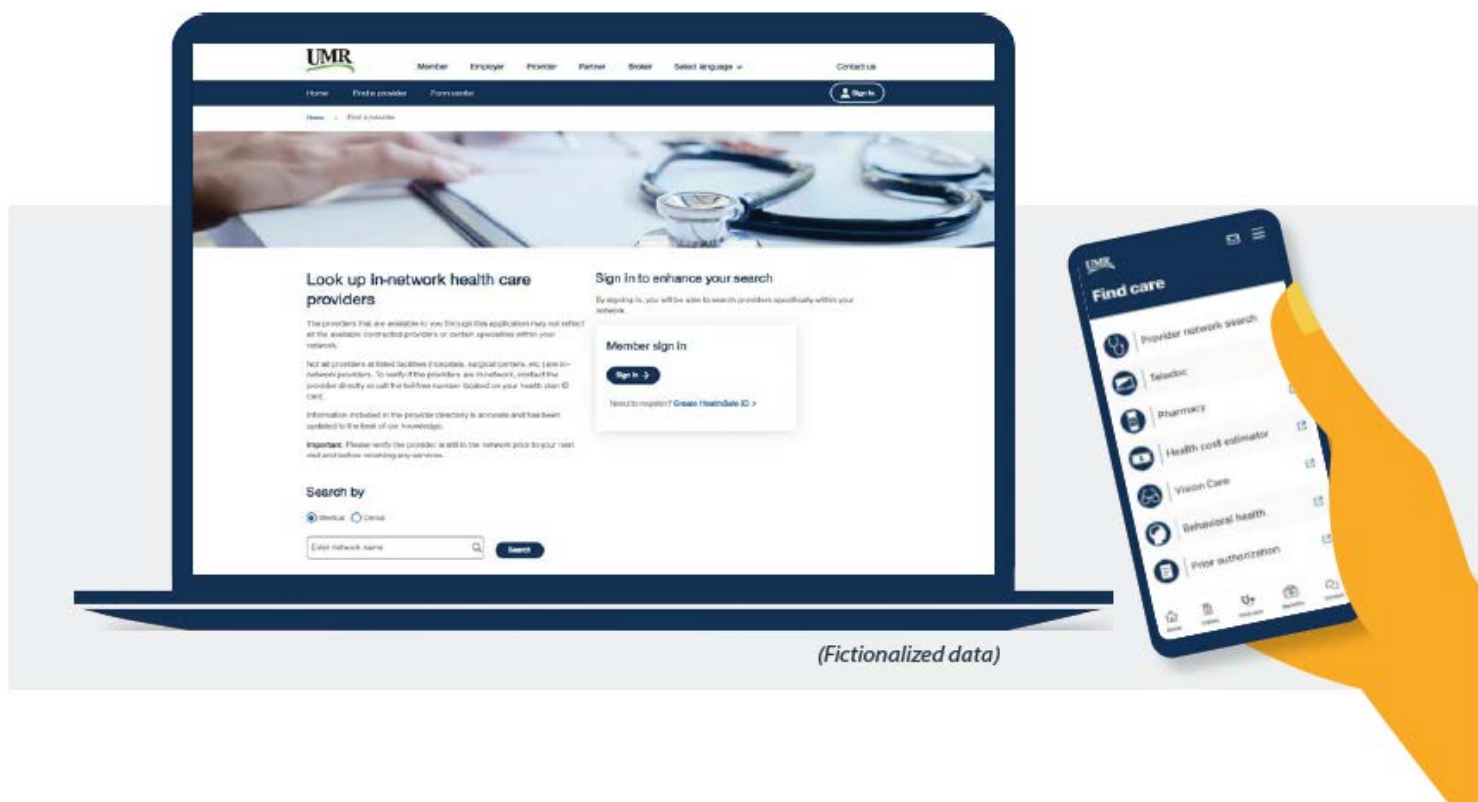 UMR
Member Employer Provider Partner Broker Select language Contact us
Home Find a provider Form center Sign in
Home > Find a provider
Look up in-network health care
providers
The providers that are available to you through this application may not reflect
all the available contracted providers or certain specialties within your
network.
Not all providers at listed facilities (hospitals, surgical centers, etc.) are in-
network providers. To verify if the providers are in-network, contact the
provider directly or call the toll-free number located on your health plan ID
card.
Information included in the provider directory is accurate and has been
updated to the best of our knowledge.
Important: Please verify the provider is still in the network prior to your next
visit and before receiving any services.
Search by
Medical Dental
Enter network name Search
Sign in to enhance your search
By signing in, you will be able to search providers specifically within your
network.
Member sign in
Sign in →
Need to register? Create HealthSafe ID >
(Fictionalized data)
UMR
Find care
Provider network search
Teladoc
Pharmacy
Health cost estimator
Vision Care
Behavioral health
Prior authorization
Home Find care Benefits